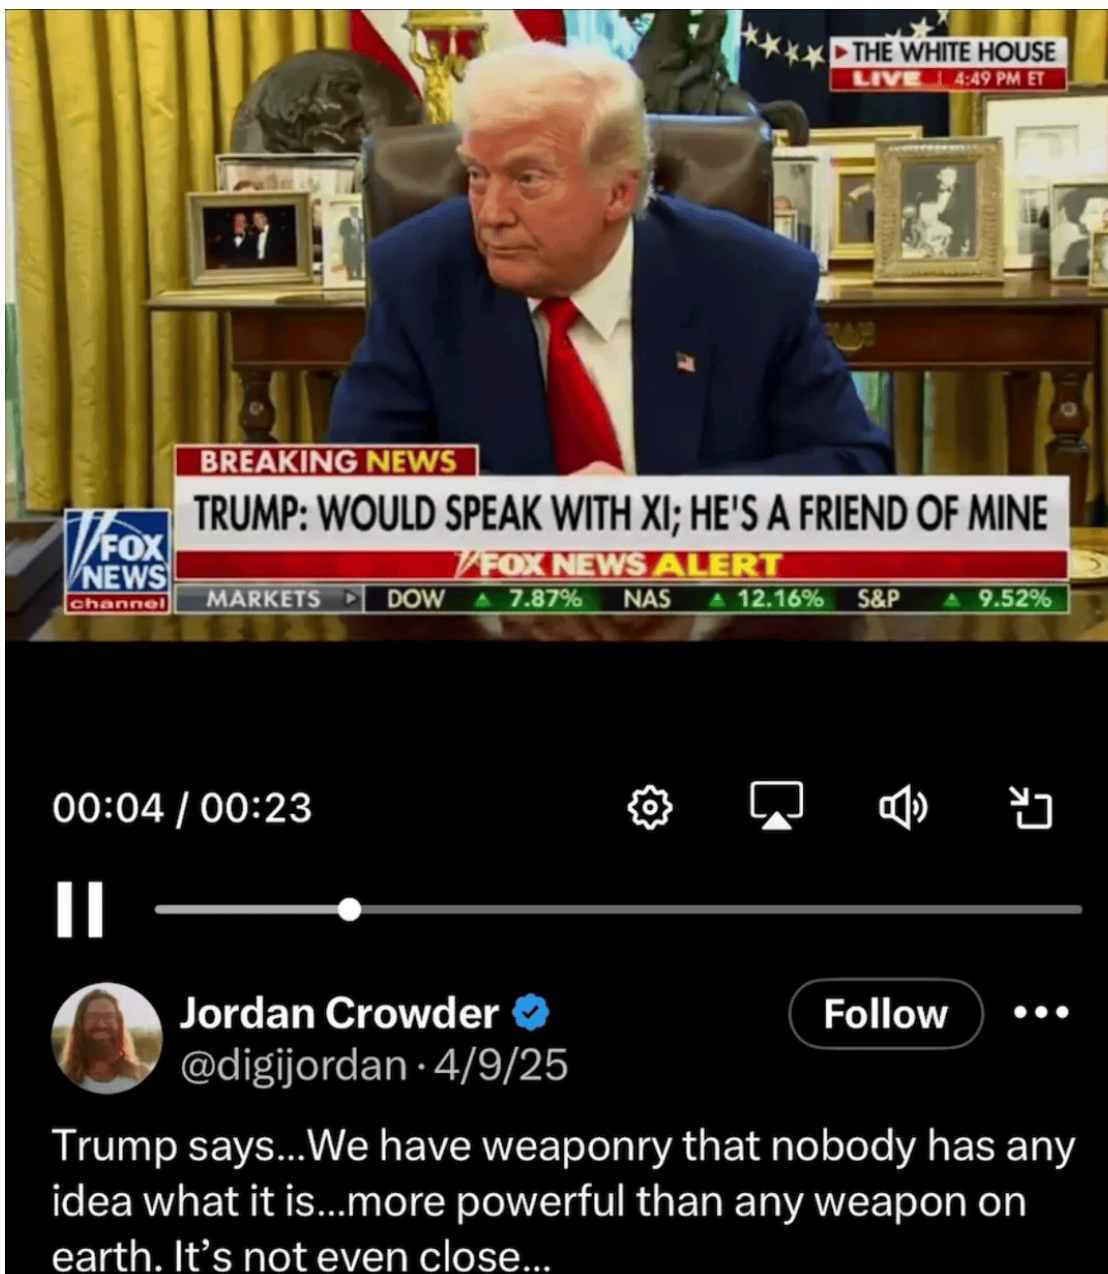 THE WHITE HOUSE
LIVE 4:49 PM ET
BREAKING NEWS
TRUMP: WOULD SPEAK WITH XI; HE'S A FRIEND OF MINE
FOX NEWS channel
FOX NEWS ALERT
MARKETS DOW 7.87% NAS 12.16% S&P 9.52%
00:04 / 00:23
Jordan Crowder
Follow
@digijordan · 4/9/25
Trump says...We have weaponry that nobody has any
idea what it is...more powerful than any weapon on
earth. It’s not even close...